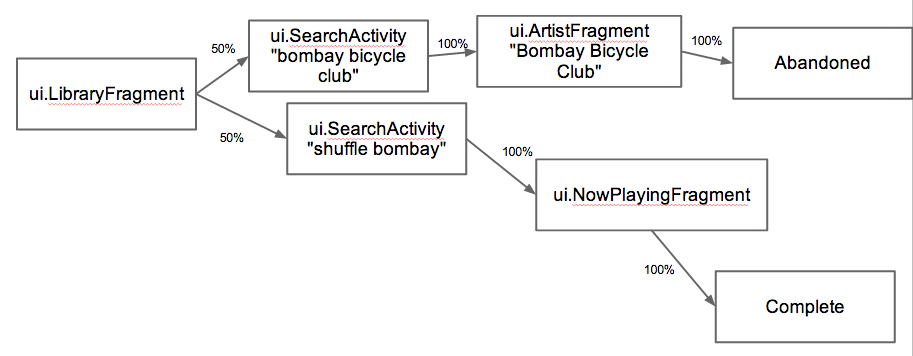 ui.LibraryFragment
50%
ui.SearchActivity
"bombay bicycle
club"
100%
ui.ArtistFragment
"Bombay Bicycle
Club"
100%
Abandoned
50%
ui.SearchActivity
"shuffle bombay"
100%
ui.NowPlayingFragment
100%
Complete